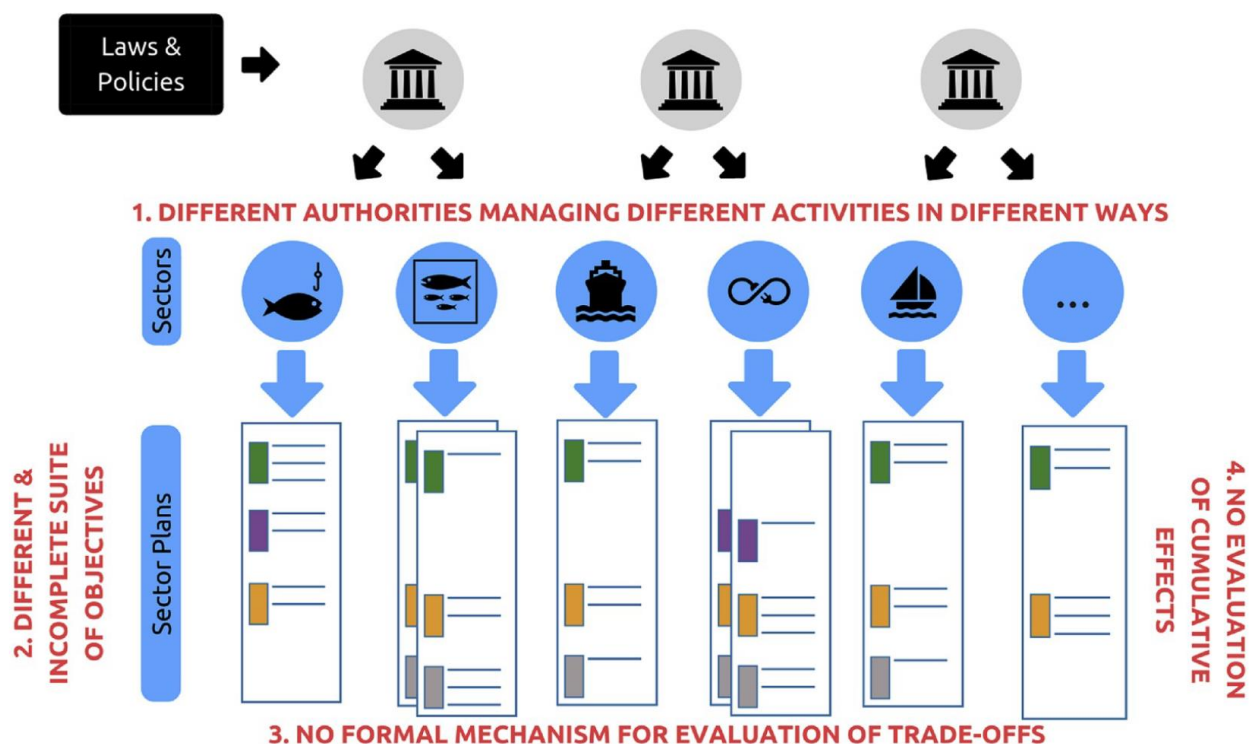 Laws &
Policies
1. DIFFERENT AUTHORITIES MANAGING DIFFERENT ACTIVITIES IN DIFFERENT WAYS
Sectors
...
2. DIFFERENT &
INCOMPLETE SUITE
OF OBJECTIVES
Sector Plans
4. NO EVALUATION
OF CUMULATIVE
EFFECTS
3. NO FORMAL MECHANISM FOR EVALUATION OF TRADE-OFFS